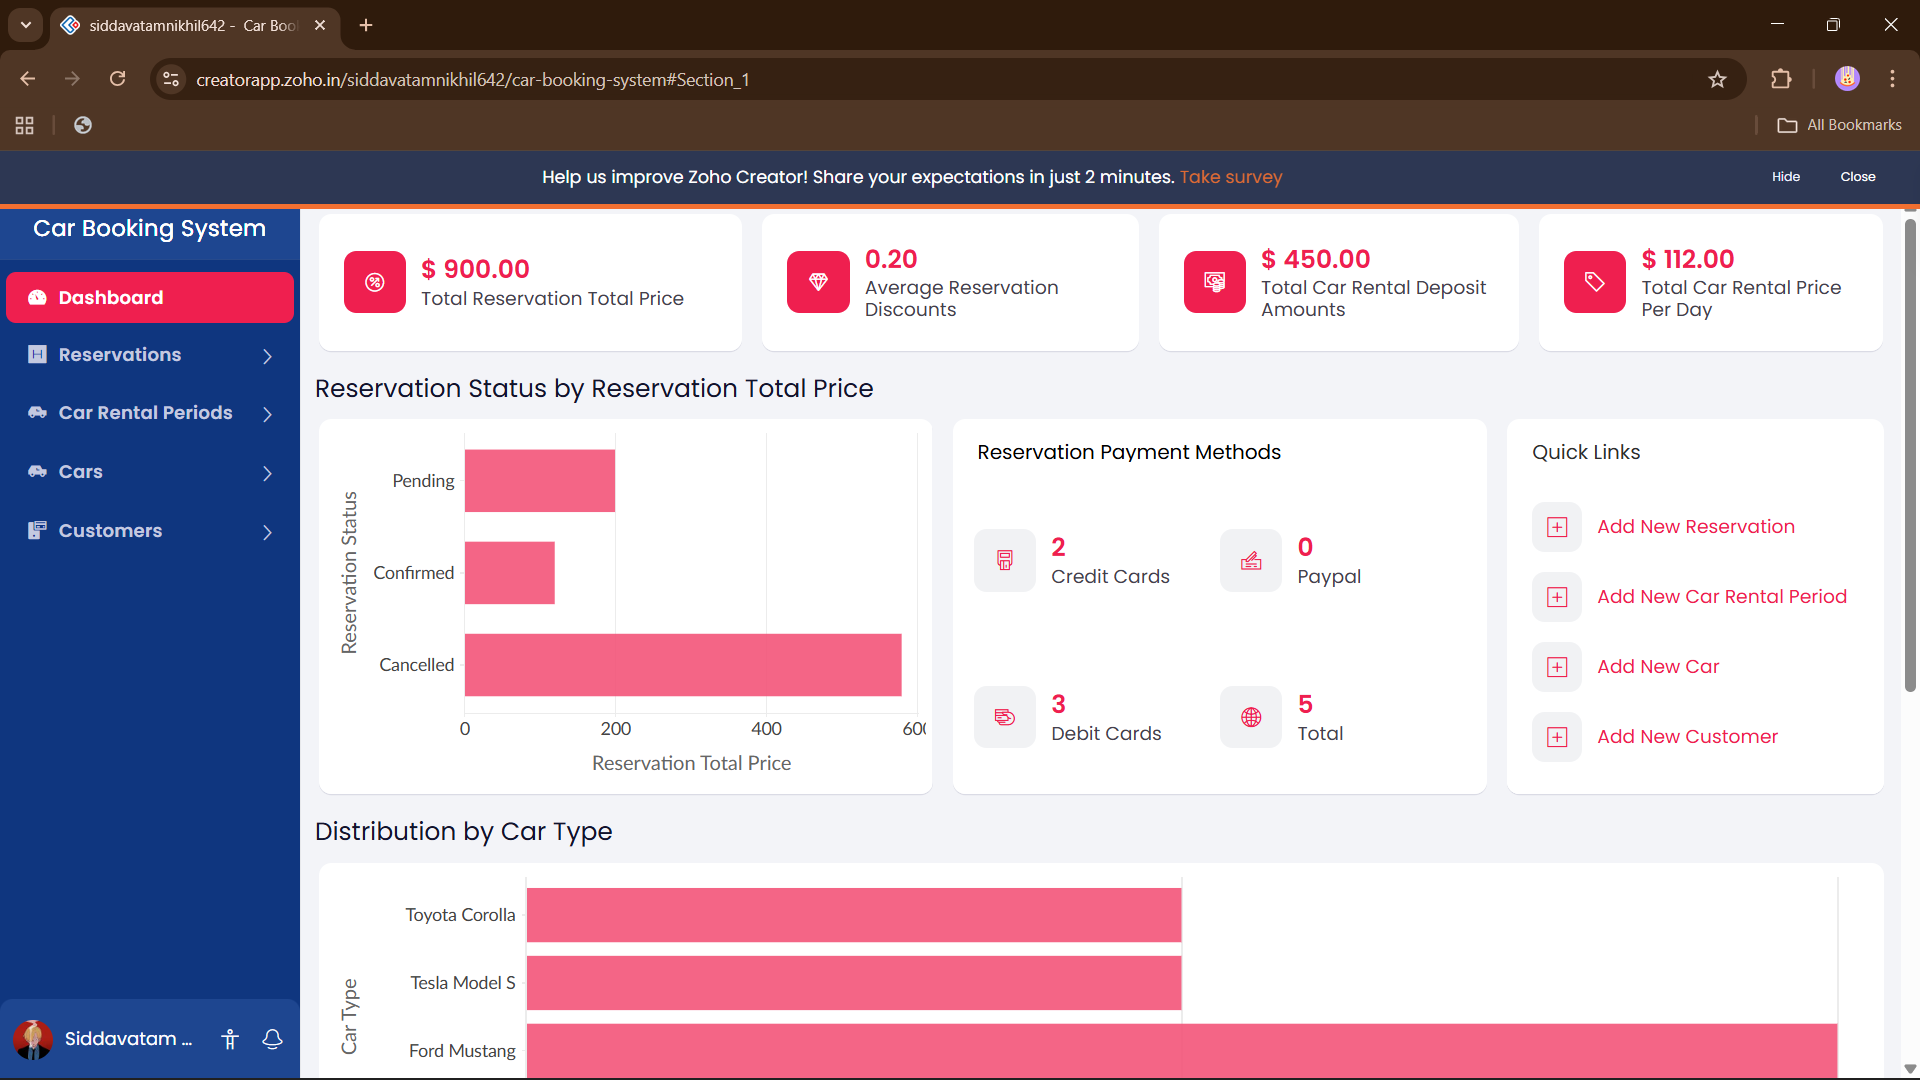 siddavatamnikhil642 - Car Boo
creatorapp.zoho.in/siddavatamnikhil642/car-booking-system#Section_1
All Bookmarks
Help us improve Zoho Creator! Share your expectations in just 2 minutes. Take survey
Hide
Close
Car Booking System
Dashboard
Reservations
Car Rental Periods
Cars
Customers
Siddavatam ...
$ 900.00
Total Reservation Total Price
0.20
Average Reservation
Discounts
$ 450.00
Total Car Rental Deposit
Amounts
$ 112.00
Total Car Rental Price
Per Day
Reservation Status by Reservation Total Price
Reservation Status
Pending
Confirmed
Cancelled
0
200
400
600
Reservation Total Price
Reservation Payment Methods
2
Credit Cards
0
Paypal
3
Debit Cards
5
Total
Quick Links
Add New Reservation
Add New Car Rental Period
Add New Car
Add New Customer
Distribution by Car Type
Car Type
Toyota Corolla
Tesla Model S
Ford Mustang